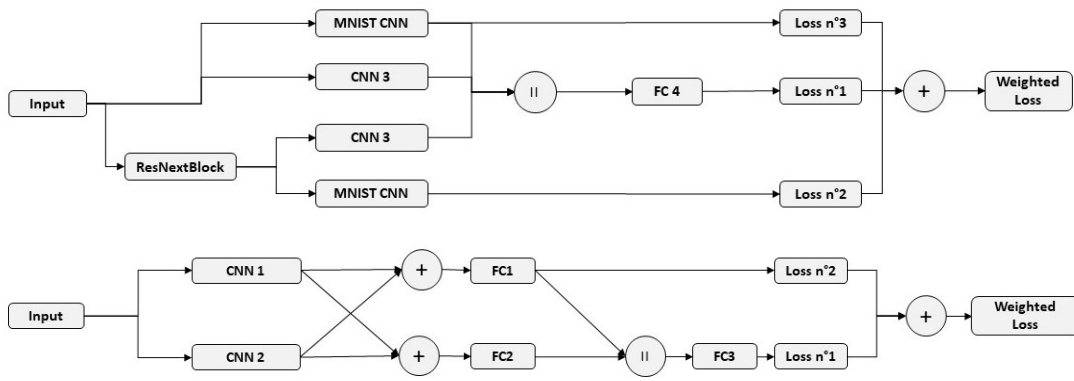 MNIST CNN
Loss n°3
CNN 3
Input
II
FC 4
Loss n°1
+
Weighted
Loss
CNN 3
ResNextBlock
MNIST CNN
Loss n°2
CNN 1
+
FC1
Loss n°2
Input
+
Weighted
Loss
CNN 2
+
FC2
II
FC3
Loss n°1